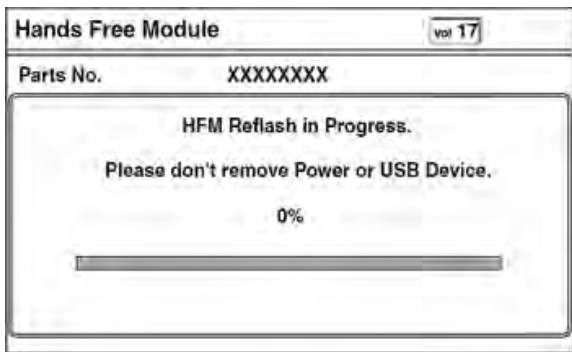 Hands Free Module vol 17
Parts No. XXXXXXXX
HFM Reflash in Progress.
Please don't remove Power or USB Device.
0%